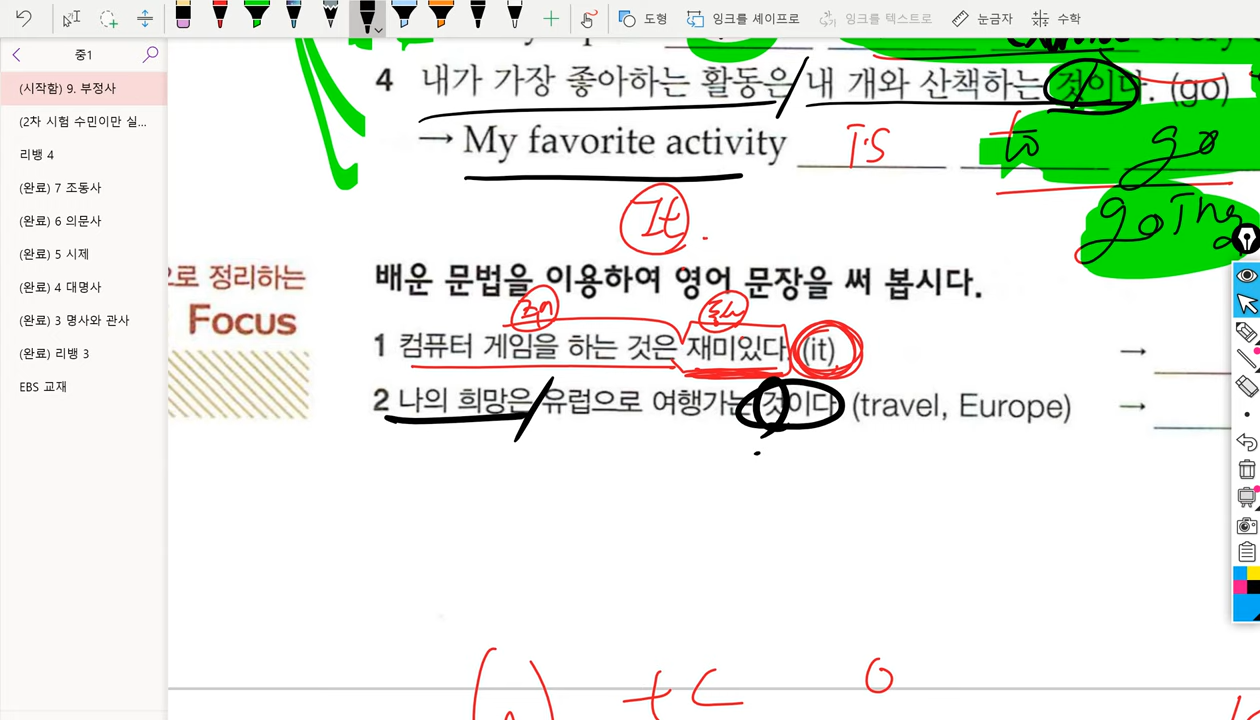 도형 잉크를 셰이프로 잉크를 텍스트로 눈금자 수학
중1
(시작함) 9. 부정사
(2차 시험 수민이만 실...
리뱅 4
(완료) 7 조동사
(완료) 6 의문사
(완료) 5 시제
(완료) 4 대명사
(완료) 3 명사와 관사
(완료) 리뱅 3
EBS 교재
4 내가 가장 좋아하는 활동은 내 개와 산책하는 것이다. (go)
→ My favorite activity is to go
going
It.
으로 정리하는
Focus
배운 문법을 이용하여 영어 문장을 써 봅시다.
주어 동사
1 컴퓨터 게임을 하는 것은 재미있다. (it) →
2 나의 희망은 유럽으로 여행가는 것이다. (travel, Europe) →